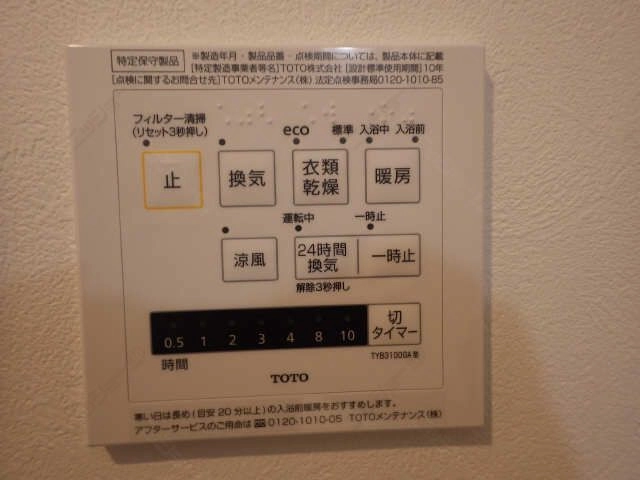 特定保守製品
※製造年月・製品品番・点検期間については、製品本体に記載
[特定製造事業者等名]TOTO株式会社 [設計標準使用期間]10年
[点検に関するお問合せ先]TOTOメンテナンス(株) 法定点検事務局0120-1010-85
フィルター清掃
(リセット3秒押し)
eco 標準 入浴中 入浴前
止 換気 衣類乾燥 暖房
運転中 一時止
涼風 24時間換気 一時止
解除3秒押し
0.5 1 2 3 4 8 10 切タイマー
時間
TYB3100GA型
TOTO
寒い日は長め(目安20分以上)の入浴前暖房をおすすめします。
アフターサービスのご用命は 0120-1010-05 TOTOメンテナンス(株)